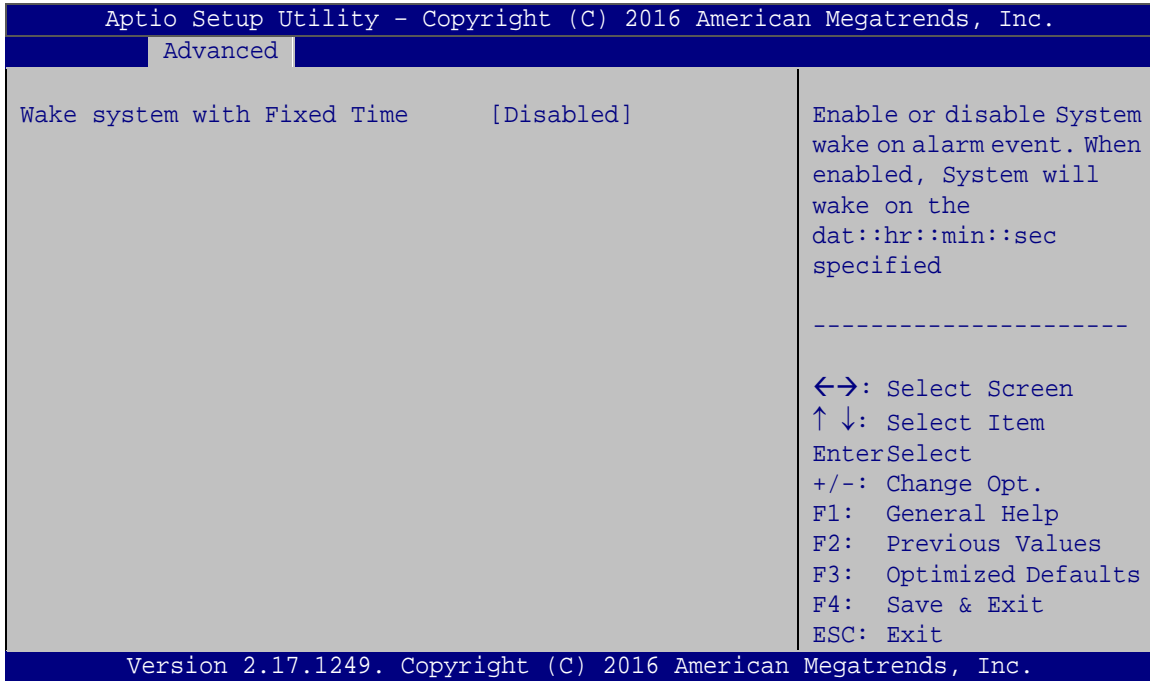 Aptio Setup Utility – Copyright (C) 2016 American Megatrends, Inc.
Advanced
Wake system with Fixed Time [Disabled]
Enable or disable System
wake on alarm event. When
enabled, System will
wake on the
dat::hr::min::sec
specified
----------------------
←→: Select Screen
↑ ↓: Select Item
EnterSelect
+/-: Change Opt.
F1: General Help
F2: Previous Values
F3: Optimized Defaults
F4: Save & Exit
ESC: Exit
Version 2.17.1249. Copyright (C) 2016 American Megatrends, Inc.